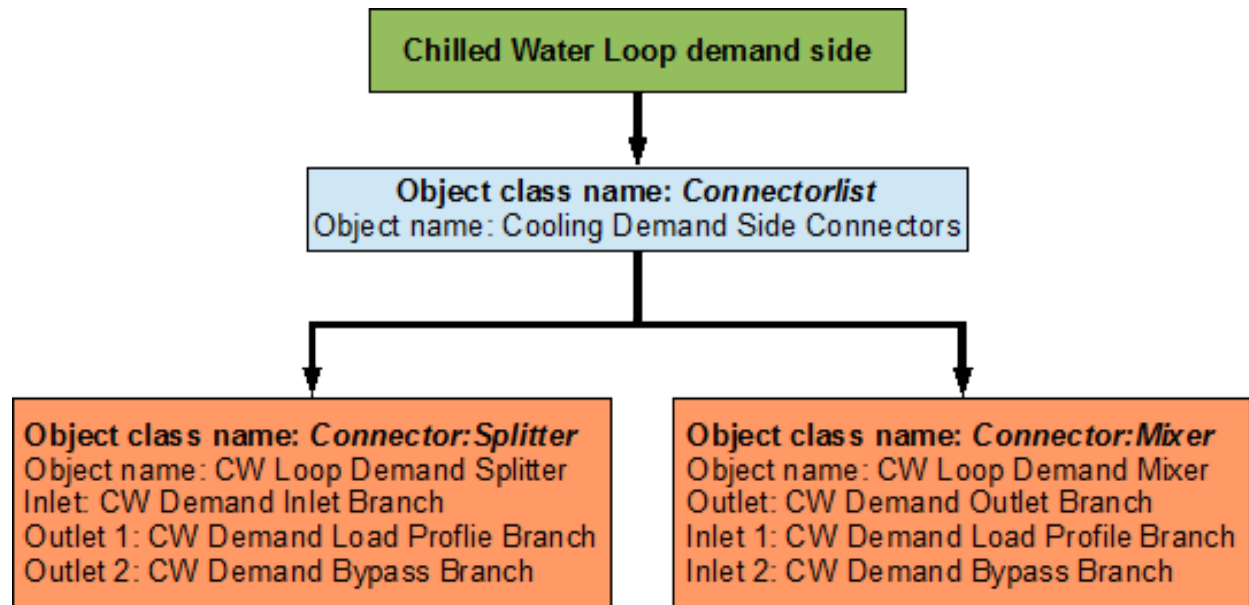 Chilled Water Loop demand side
Object class name: Connectorlist
Object name: Cooling Demand Side Connectors
Object class name: Connector:Splitter
Object name: CW Loop Demand Splitter
Inlet: CW Demand Inlet Branch
Outlet 1: CW Demand Load Proflie Branch
Outlet 2: CW Demand Bypass Branch
Object class name: Connector:Mixer
Object name: CW Loop Demand Mixer
Outlet: CW Demand Outlet Branch
Inlet 1: CW Demand Load Profile Branch
Inlet 2: CW Demand Bypass Branch